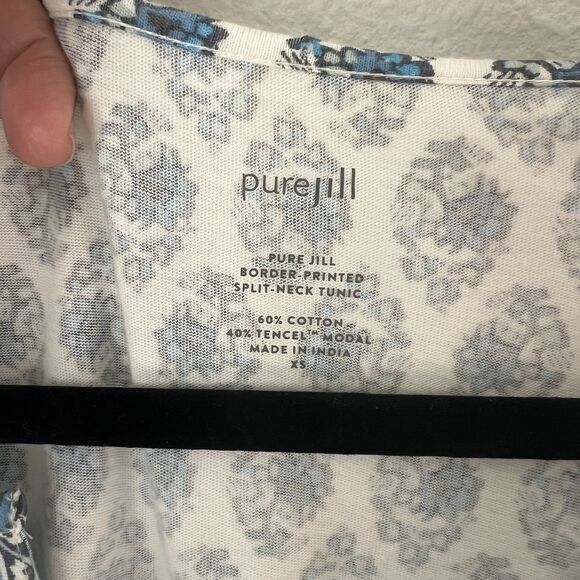 purejill
PURE JILL
BORDER-PRINTED
SPLIT-NECK TUNIC
60% COTTON
40% TENCEL™ MODAL
MADE IN INDIA
XS